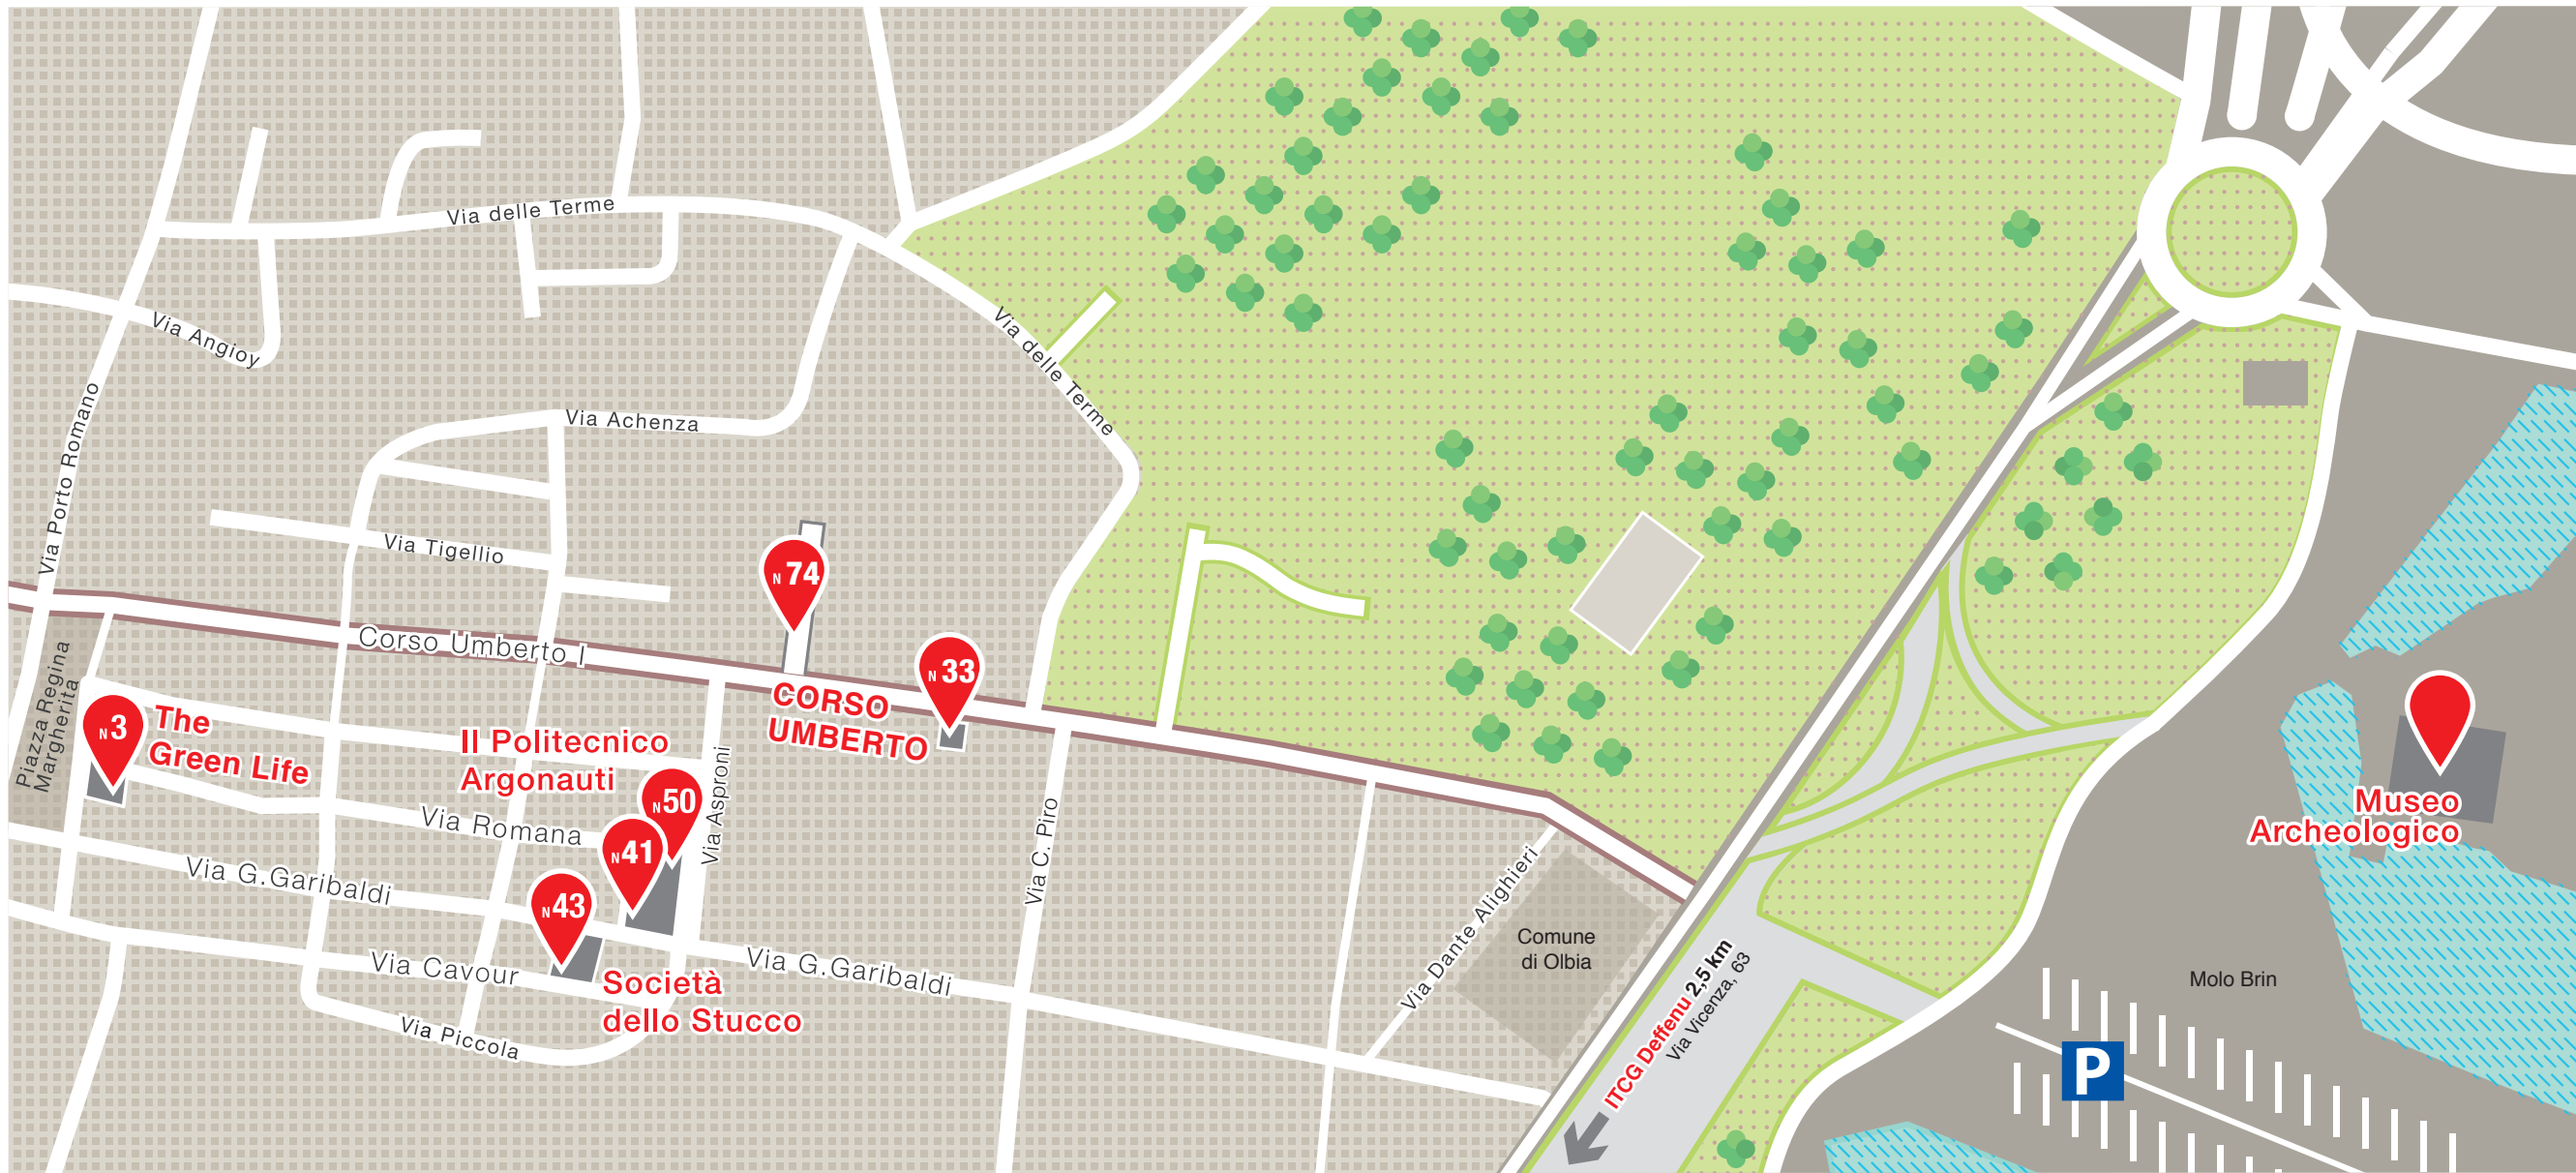 Via delle Terme
Via Angioy
Via delle Terme
Via Porto Romano
Via Achenza
Via Tigellio
N 74
Corso Umberto I
N 33
CORSO
UMBERTO
Piazza Regina
Margherita
N 3
The
Green Life
Il Politecnico
Argonauti
N 50
Via Asproni
Via Romana
N 41
Via G.Garibaldi
N 43
Via Cavour
Società
dello Stucco
Via Piccola
Via G.Garibaldi
Via C. Piro
Via Dante Alighieri
Comune
di Olbia
ITCG Deffenu 2,5 km
Via Vicenza, 63
Museo
Archeologico
Molo Brin
P